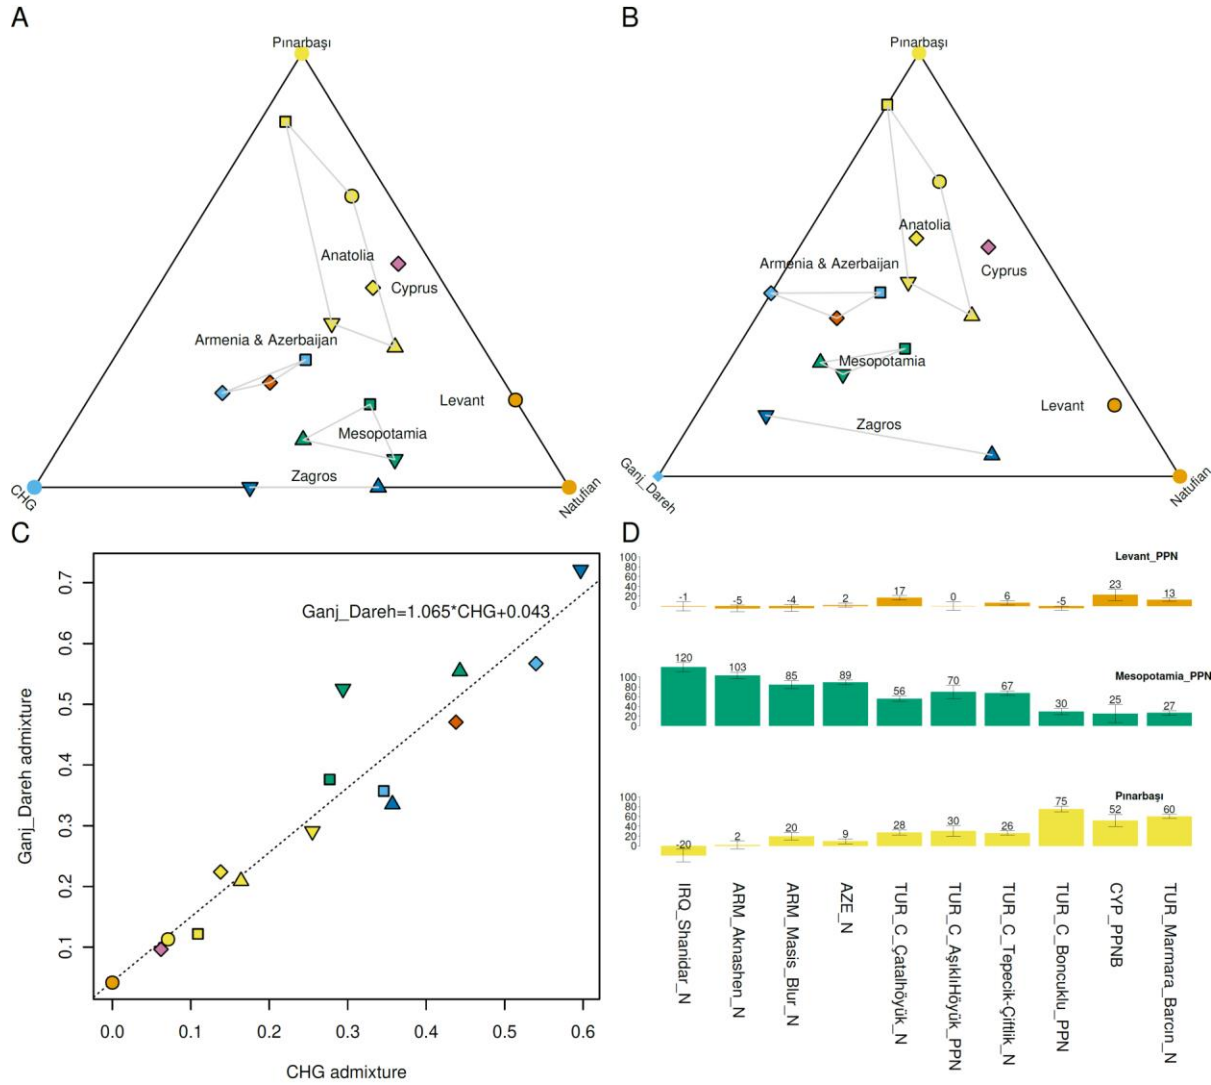 A
Pınarbaşı
Anatolia
Cyprus
Armenia & Azerbaijan
Levant
Mesopotamia
Zagros
CHG
Natufian
B
Pınarbaşı
Anatolia
Armenia & Azerbaijan
Cyprus
Mesopotamia
Levant
Zagros
Ganj_Dareh
Natufian
C
Ganj_Dareh=1.065*CHG+0.043
Ganj_Dareh admixture
0.7
0.6
0.5
0.4
0.3
0.2
0.1
0.0 0.1 0.2 0.3 0.4 0.5 0.6
CHG admixture
D
Levant_PPN
100
80
60
40
20
0
-1 -5 -4 2 17 0 6 -5 23 13
Mesopotamia_PPN
100
80
60
40
20
0
120 103 85 89 56 70 67 30 25 27
Pınarbaşı
100
80
60
40
20
0
-20 2 20 9 28 30 26 75 52 60
IRQ_Shanidar_N
ARM_Aknashen_N
ARM_Masis_Blur_N
AZE_N
TUR_C_Çatalhöyük_N
TUR_C_AşıklıHöyük_PPN
TUR_C_Tepecik-Çiftlik_N
TUR_C_Boncuklu_PPN
CYP_PPNB
TUR_Marmara_Barcın_N